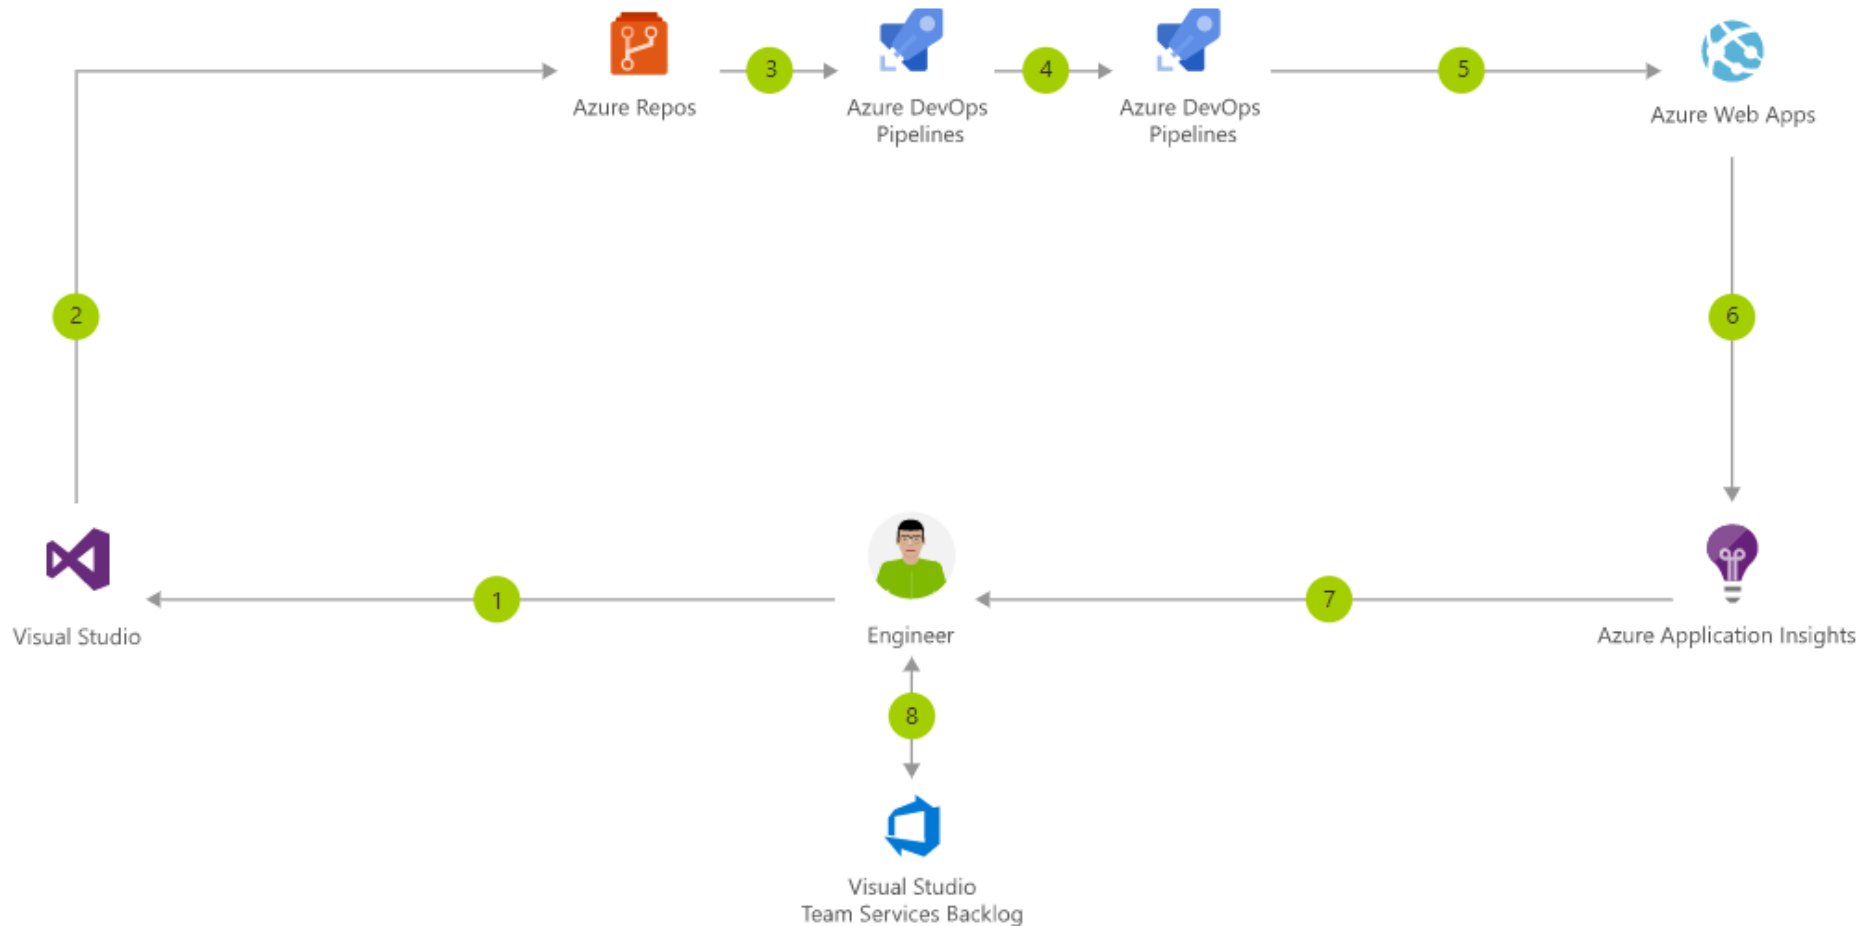 Azure Repos
3
Azure DevOps
Pipelines
4
Azure DevOps
Pipelines
5
Azure Web Apps
2
6
Visual Studio
1
Engineer
7
Azure Application Insights
8
Visual Studio
Team Services Backlog